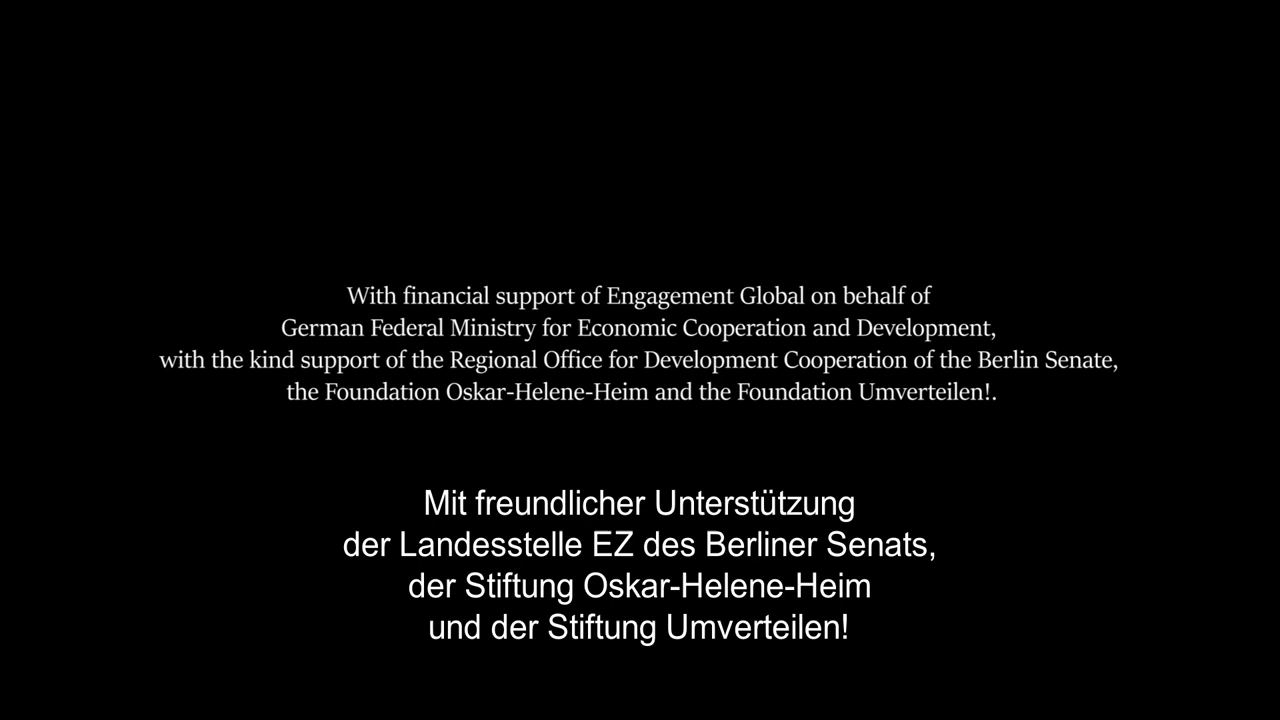 With financial support of Engagement Global on behalf of
German Federal Ministry for Economic Cooperation and Development,
with the kind support of the Regional Office for Development Cooperation of the Berlin Senate,
the Foundation Oskar-Helene-Heim and the Foundation Umverteilen!.
Mit freundlicher Unterstützung
der Landesstelle EZ des Berliner Senats,
der Stiftung Oskar-Helene-Heim
und der Stiftung Umverteilen!